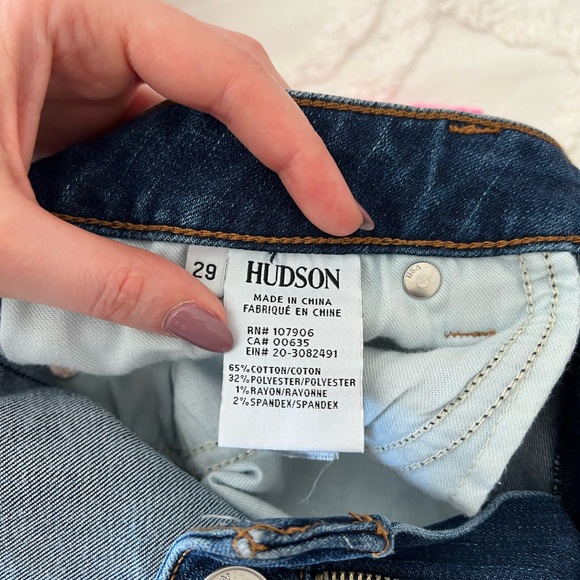 29
HUDSON
MADE IN CHINA
FABRIQUÉ EN CHINE
RN# 107906
CA# 00635
EIN# 20-3082491
65% COTTON/COTON
32% POLYESTER/POLYESTER
1% RAYON/RAYONNE
2% SPANDEX/SPANDEX